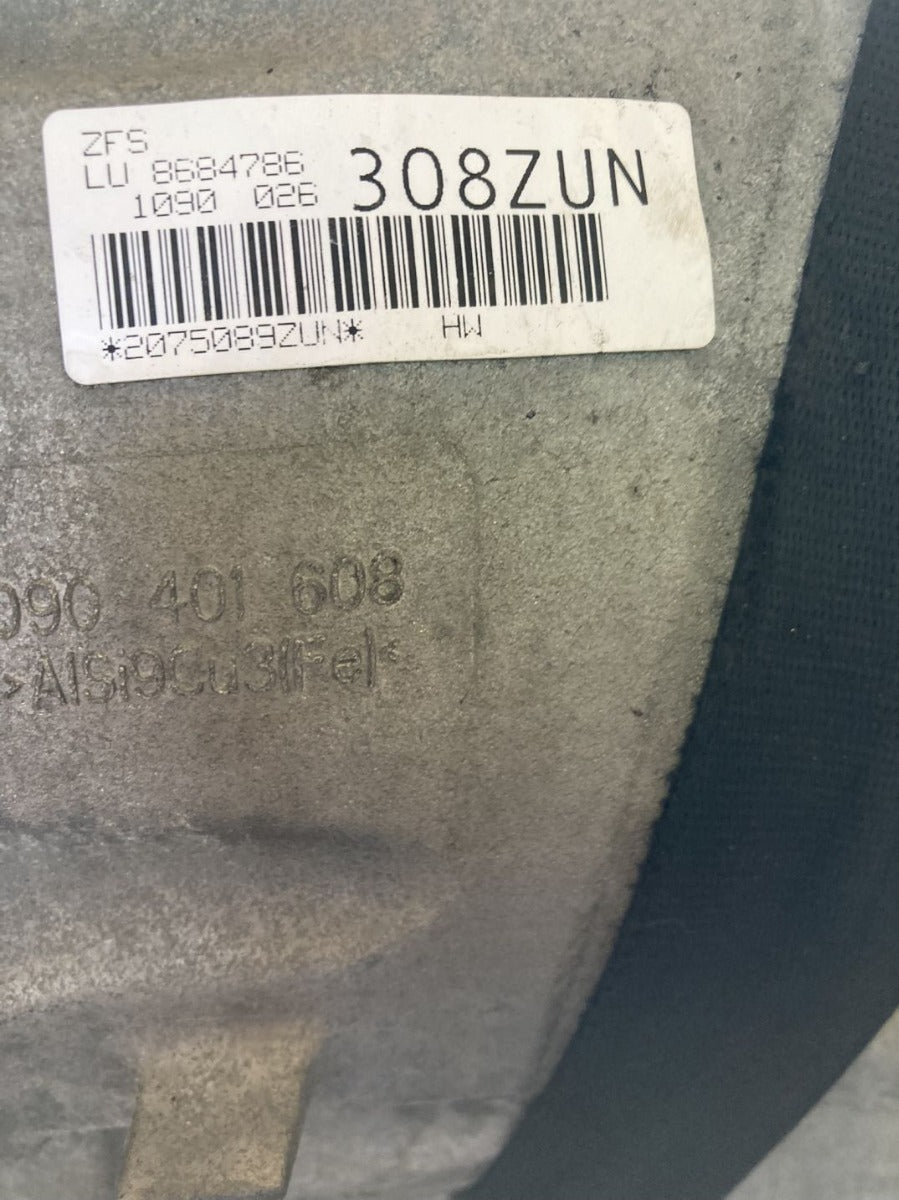 ZFS
LU 8684786
1090 026
308ZUN
*2075089ZUN*
HW
090 401 608
>AlSi9Cu3(Fe)<